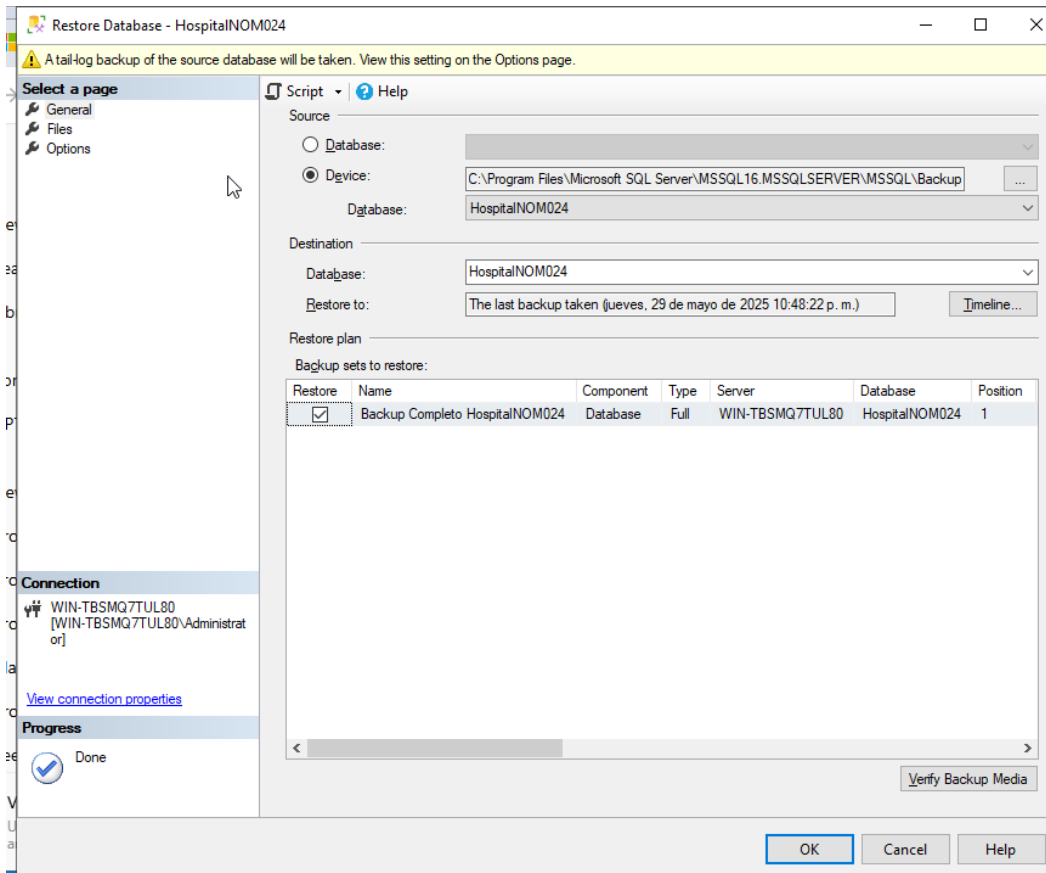 Restore Database - HospitalNOM024
A tail-log backup of the source database will be taken. View this setting on the Options page.
Select a page
General
Files
Options
Script Help
Source
Database:
Device: C:\Program Files\Microsoft SQL Server\MSSQL16.MSSQLSERVER\MSSQL\Backup ...
Database: HospitalNOM024
Destination
Database: HospitalNOM024
Restore to: The last backup taken (jueves, 29 de mayo de 2025 10:48:22 p. m.) Timeline...
Restore plan
Backup sets to restore:
Restore Name Component Type Server Database Position
Backup Completo HospitalNOM024 Database Full WIN-TBSMQ7TUL80 HospitalNOM024 1
Connection
WIN-TBSMQ7TUL80
[WIN-TBSMQ7TUL80\Administrat
or]
View connection properties
Progress
Done
Verify Backup Media
OK Cancel Help